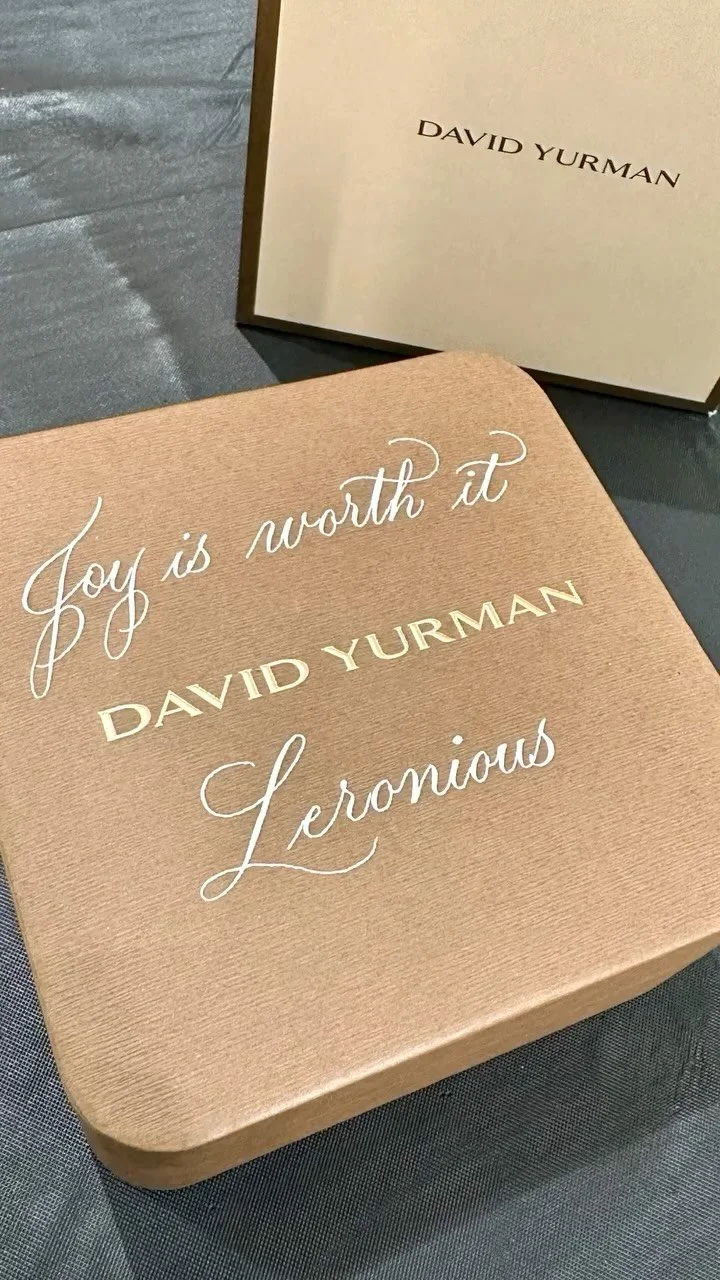 DAVID YURMAN
Joy is worth it
DAVID YURMAN
Leronious